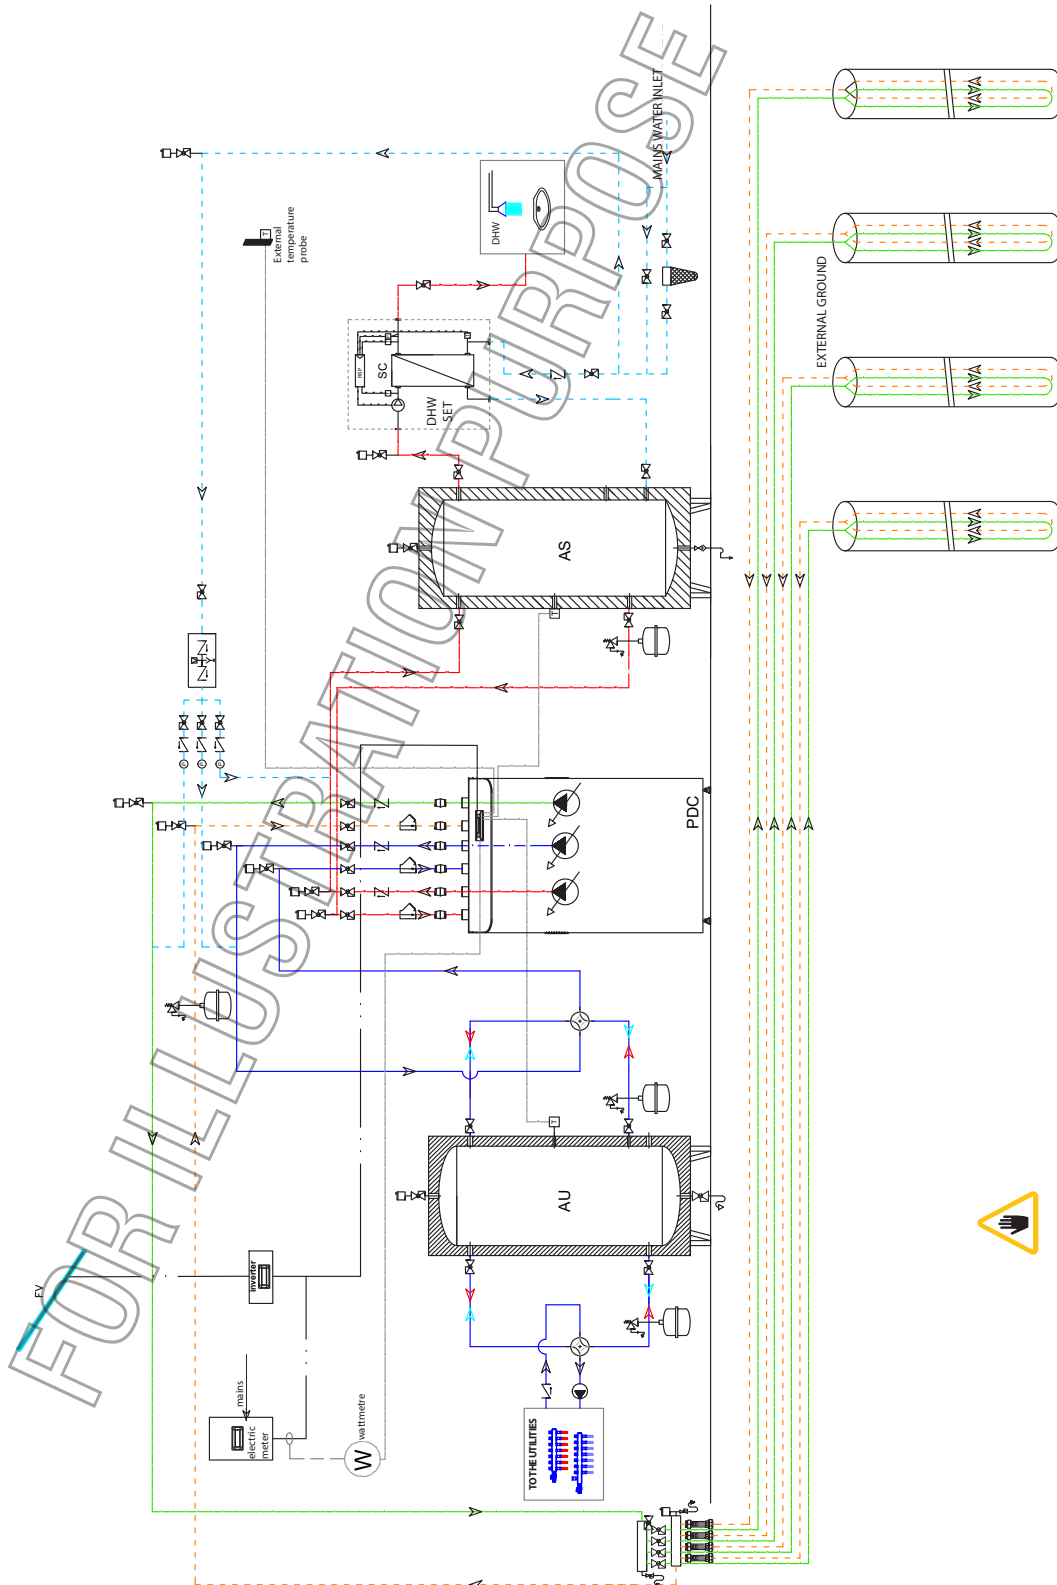 FOR ILLUSTRATION PURPOSE
MAINS WATER INLET
DHW
External
temperature
probe
RSP
SC
DHW
SET
EXTERNAL GROUND
AS
T
T
P
P
P
PDC
T
AU
FV
inverter
mains
electric
meter
W
wattmetre
TO THE UTILITIES